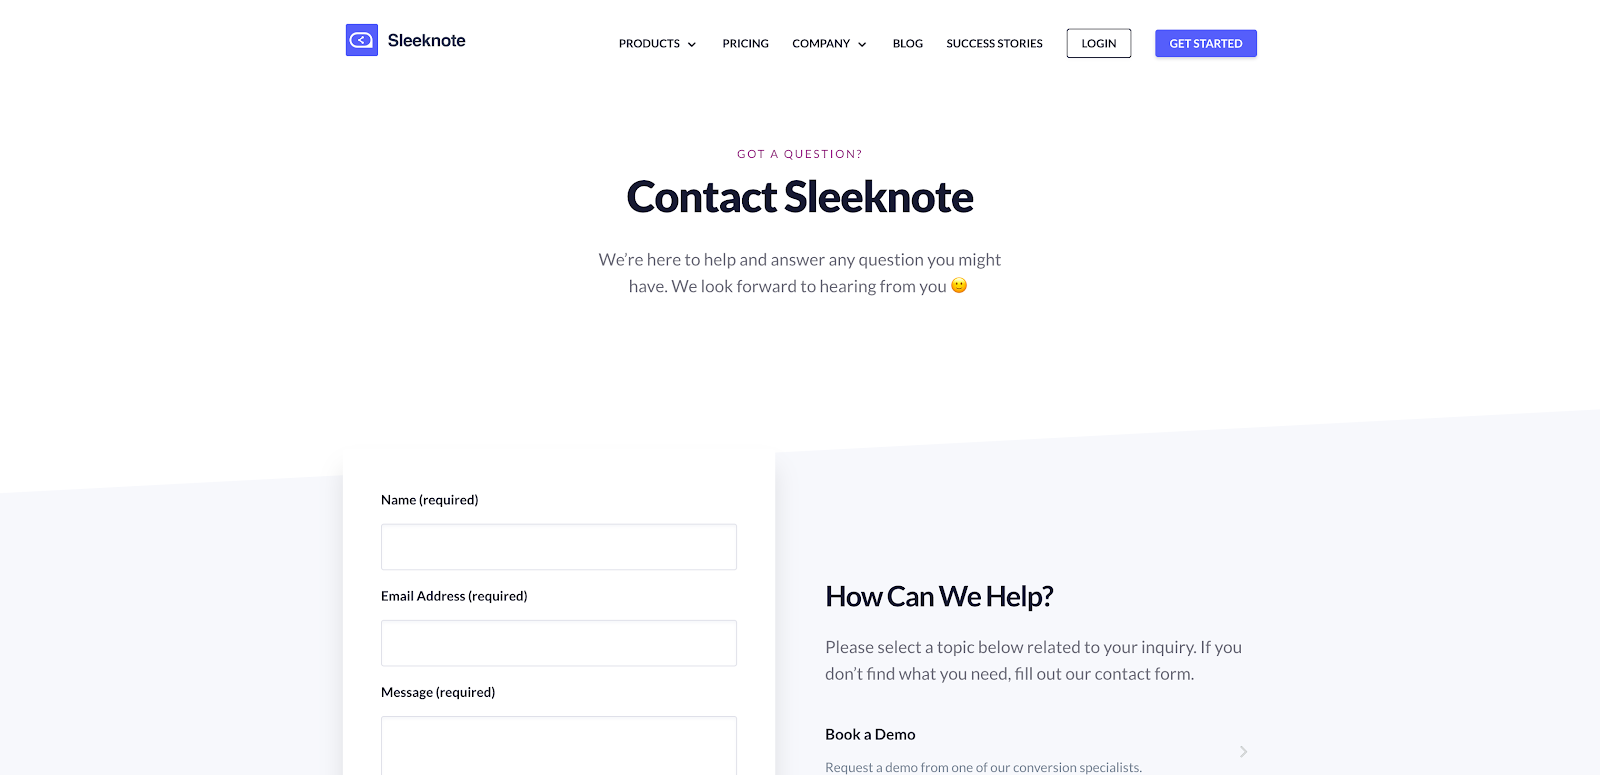 Sleeknote
PRODUCTS
PRICING
COMPANY
BLOG
SUCCESS STORIES
LOGIN
GET STARTED
GOT A QUESTION?
Contact Sleeknote
We’re here to help and answer any question you might
have. We look forward to hearing from you 🙂
Name (required)
Email Address (required)
Message (required)
How Can We Help?
Please select a topic below related to your inquiry. If you
don’t find what you need, fill out our contact form.
Book a Demo
Request a demo from one of our conversion specialists.